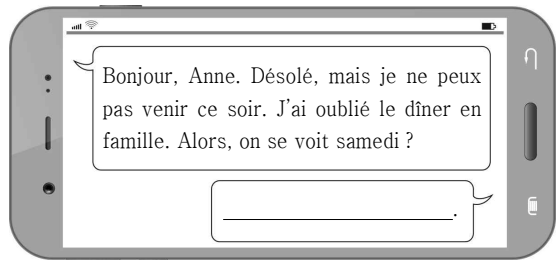 Bonjour, Anne. Désolé, mais je ne peux
pas venir ce soir. J'ai oublié le dîner en
famille. Alors, on se voit samedi ?
____________________.